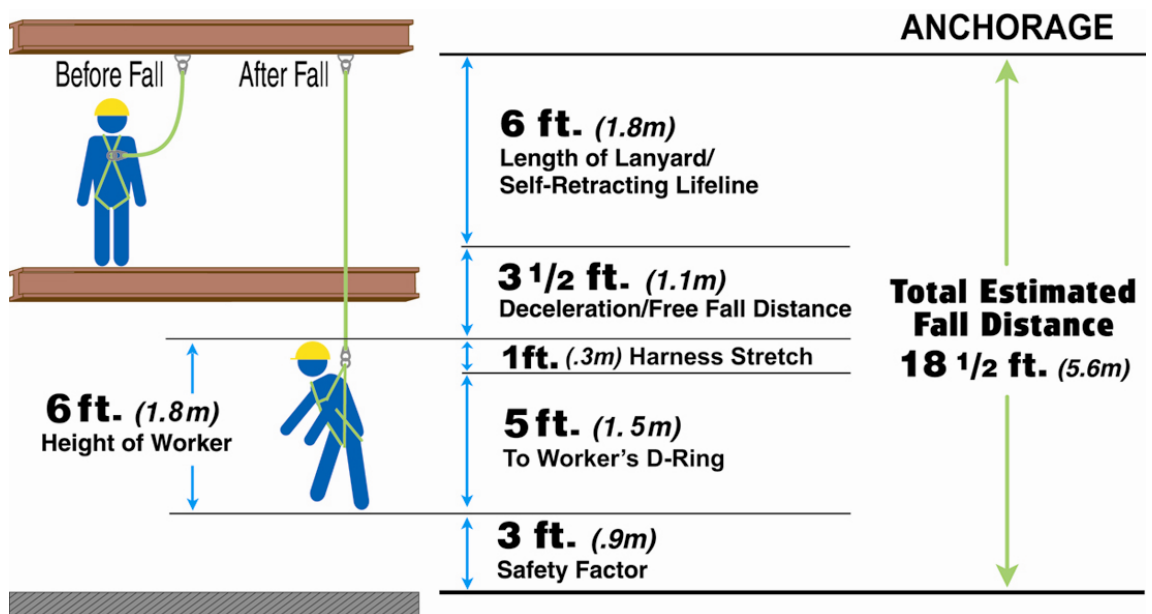 ANCHORAGE
Before Fall
After Fall
6 ft. (1.8m)
Length of Lanyard/
Self-Retracting Lifeline
3 1/2 ft. (1.1m)
Deceleration/Free Fall Distance
1ft. (.3m) Harness Stretch
6 ft. (1.8m)
Height of Worker
5 ft. (1. 5m)
To Worker's D-Ring
3 ft. (.9m)
Safety Factor
Total Estimated
Fall Distance
18 1/2 ft. (5.6m)